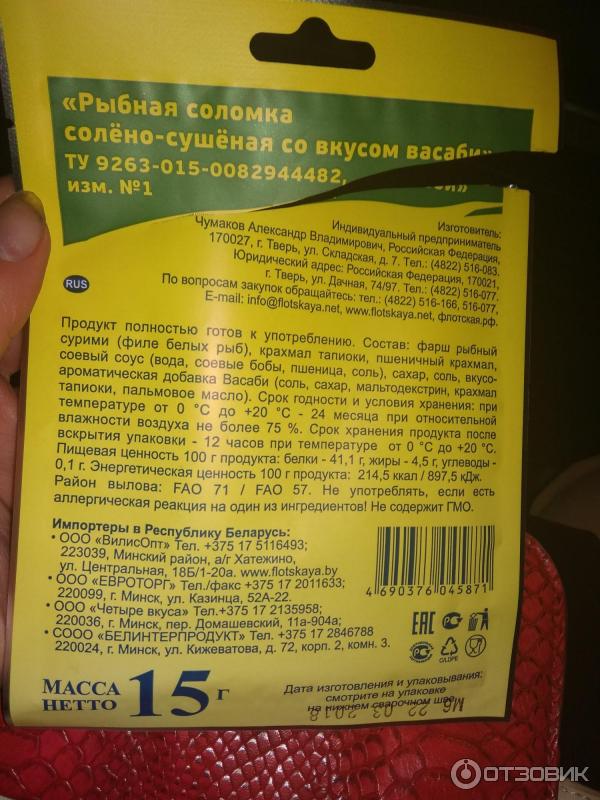 «Рыбная соломка
солёно-сушёная со вкусом васаби»
ТУ 9263-015-0082944482,
изм. №1
Изготовитель:
Индивидуальный предприниматель
Чумаков Александр Владимирович, Российская Федерация,
170027, г. Тверь, ул. Складская, д. 7. Тел.: (4822) 516-083.
Юридический адрес: Российская Федерация, 170021,
г. Тверь, ул. Дачная, 74/97. Тел.: (4822) 516-077.
По вопросам закупок обращайтесь: тел.: (4822) 516-166, 516-077,
E-mail: info@flotskaya.net, www.flotskaya.net, флотская.рф.
RUS
Продукт полностью готов к употреблению. Состав: фарш рыбный
сурими (филе белых рыб), крахмал тапиоки, пшеничный крахмал,
соевый соус (вода, соевые бобы, пшеница, соль), сахар, соль, вкусо-
ароматическая добавка Васаби (соль, сахар, мальтодекстрин, крахмал
тапиоки, пальмовое масло). Срок годности и условия хранения: при
температуре от 0 °С до +20 °С - 24 месяца при относительной
влажности воздуха не более 75 %. Срок хранения продукта после
вскрытия упаковки - 12 часов при температуре от 0 °С до +20 °С.
Пищевая ценность 100 г продукта: белки - 41,1 г, жиры - 4,5 г, углеводы -
0,1 г. Энергетическая ценность 100 г продукта: 214,5 ккал / 897,5 кДж.
Район вылова: FAO 71 / FAO 57. Не употреблять, если есть
аллергическая реакция на один из ингредиентов! Не содержит ГМО.
Импортеры в Республику Беларусь:
• ООО «ВилисОпт» Тел. +375 17 5116493;
223039, Минский район, а/г Хатежино,
ул. Центральная, 18Б/1-20а. www.flotskaya.by
• ООО «ЕВРОТОРГ» Тел./факс +375 17 2011633;
220099, г. Минск, ул. Казинца, 52А-22.
• ООО «Четыре вкуса» Тел. +375 17 2135958;
220036, г. Минск, пер. Домашевский, 11а-904а;
• СООО «БЕЛИНТЕРПРОДУКТ» Тел. +375 17 2846788
220024, г. Минск, ул. Кижеватова, д. 72, корп. 2, комн. 3.
4 690376 045871
EAC
C/LDPE
МАССА
НЕТТО 15 г
Дата изготовления и упаковывания:
смотрите на упаковке
на нижнем сварочном шве
М6 22 03 2018
ОТЗОВИК